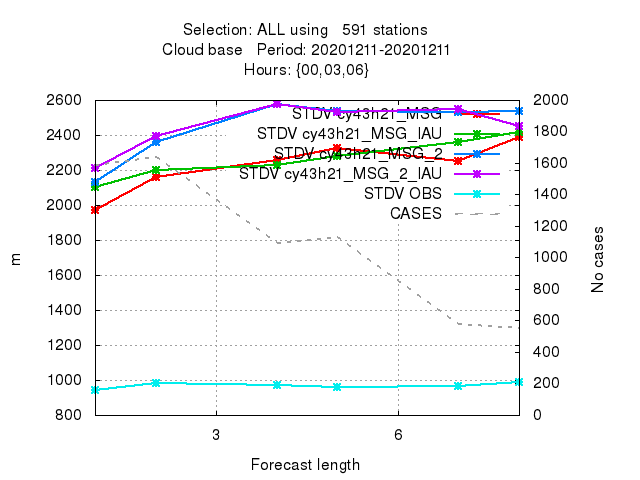 Selection: ALL using   591 stations
Cloud base   Period: 20201211-20201211
Hours: {00,03,06}
2600
2400
2200
2000
1800
1600
1400
1200
1000
800
m
STDV cy43h21_MSG
STDV cy43h21_MSG_IAU
STDV cy43h21_MSG_2
STDV cy43h21_MSG_2_IAU
STDV OBS
CASES
2000
1800
1600
1400
1200
1000
800
600
400
200
0
No cases
3
6
Forecast length